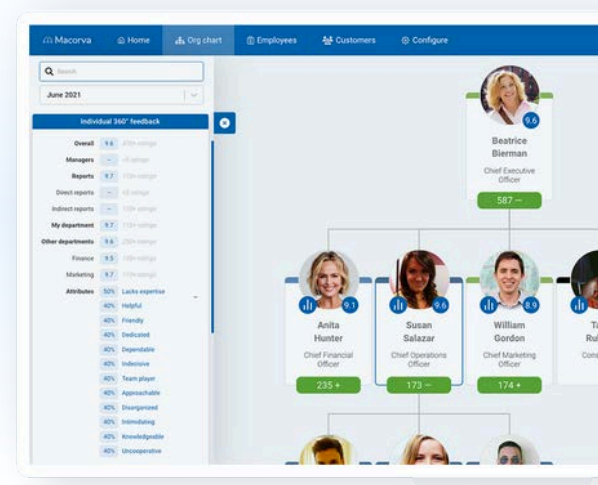 Macorva Home Org chart Employees Customers Configure
Search
June 2021
Individual 360° feedback
Overall 9.6
Managers –
Reports 9.7
Direct reports –
Indirect reports –
My department 9.7
Other departments 9.6
Finance 9.5
Marketing 9.7
Attributes 50% Lacks expertise
40% Helpful
40% Friendly
40% Dedicated
40% Dependable
40% Indecisive
40% Team player
40% Approachable
40% Disorganized
40% Intimidating
40% Knowledgeable
40% Uncooperative
9.6
Beatrice
Bierman
Chief Executive
Officer
587 –
9.1
Anita
Hunter
Chief Financial
Officer
235 +
9.6
Susan
Salazar
Chief Operations
Officer
173 –
8.9
William
Gordon
Chief Marketing
Officer
174 +
Ta
Ru
Cons